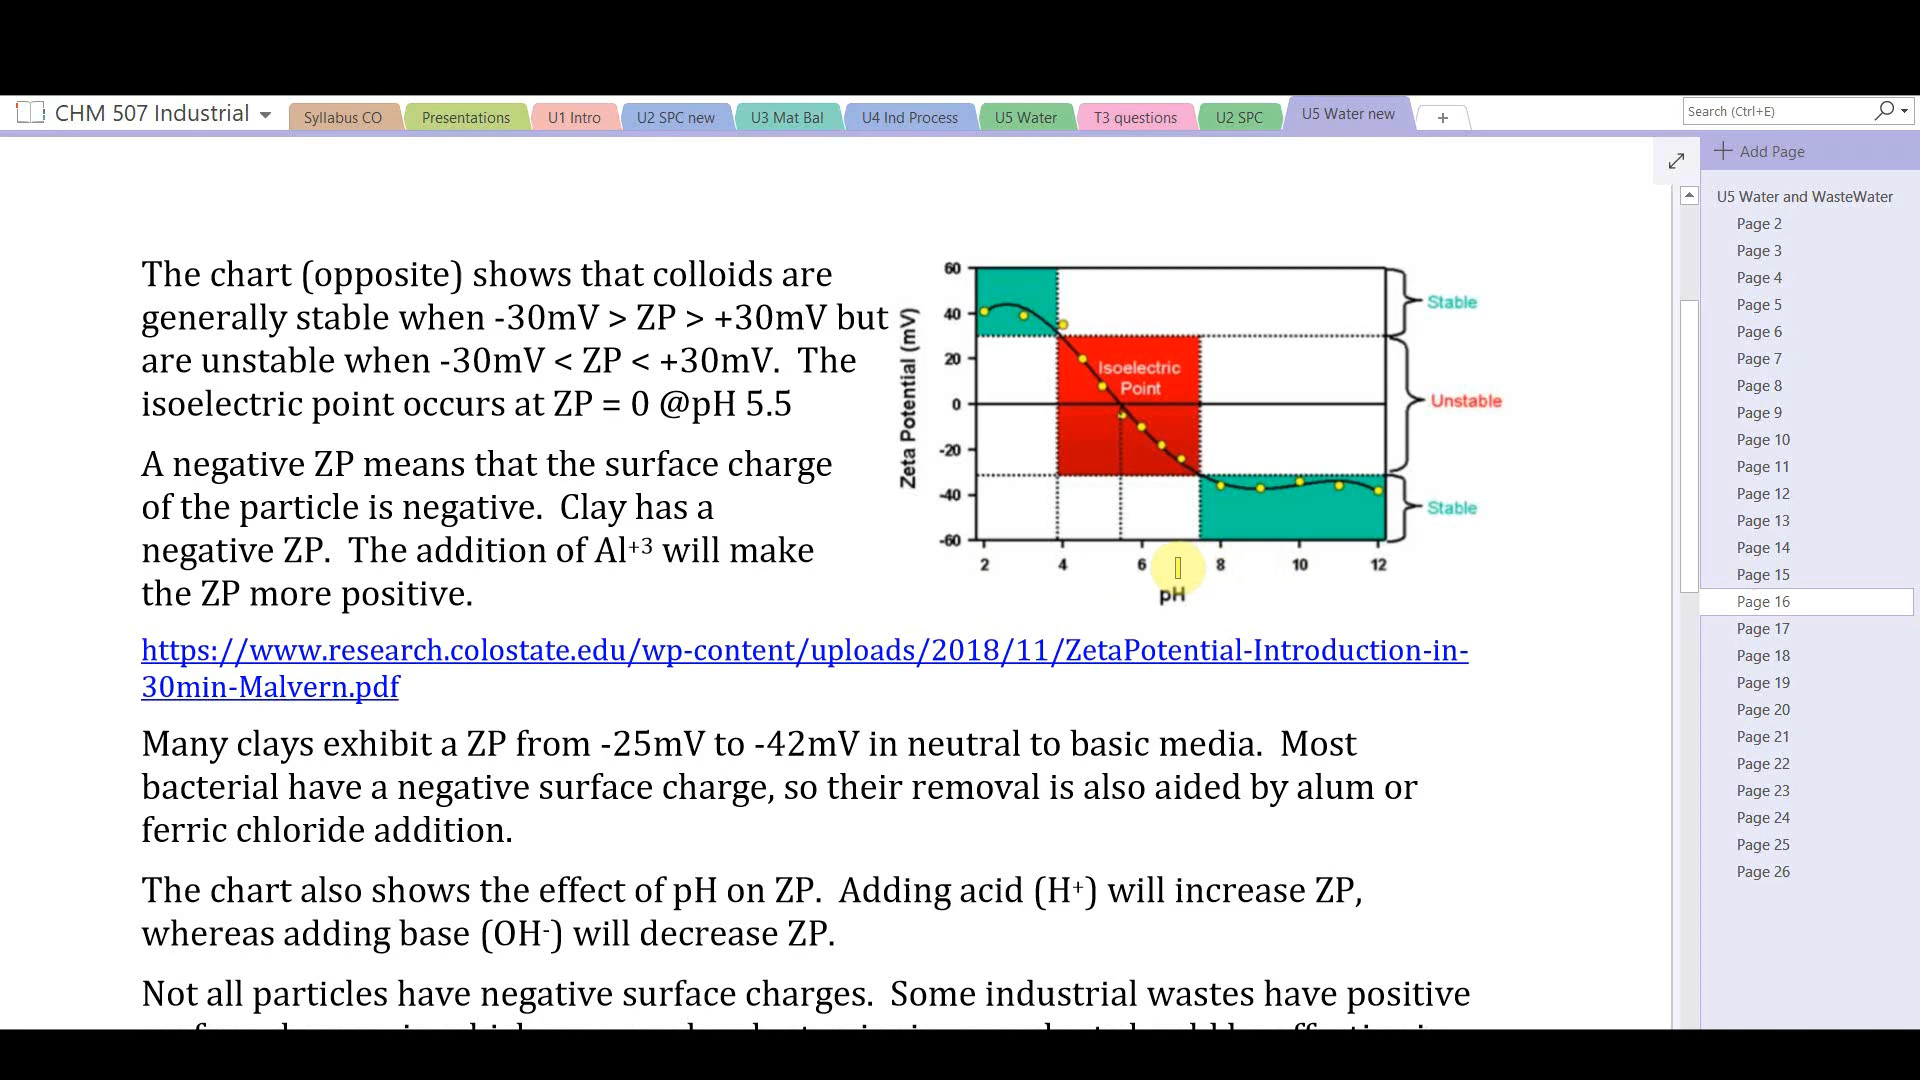 CHM 507 Industrial
Syllabus CO
Presentations
U1 Intro
U2 SPC new
U3 Mat Bal
U4 Ind Process
U5 Water
T3 questions
U2 SPC
U5 Water new
+
Search (Ctrl+E)
Add Page
U5 Water and WasteWater
Page 2
Page 3
Page 4
Page 5
Page 6
Page 7
Page 8
Page 9
Page 10
Page 11
Page 12
Page 13
Page 14
Page 15
Page 16
Page 17
Page 18
Page 19
Page 20
Page 21
Page 22
Page 23
Page 24
Page 25
Page 26
The chart (opposite) shows that colloids are
generally stable when -30mV > ZP > +30mV but
are unstable when -30mV < ZP < +30mV.  The
isoelectric point occurs at ZP = 0 @pH 5.5
A negative ZP means that the surface charge
of the particle is negative.  Clay has a
negative ZP.  The addition of Al⁺³ will make
the ZP more positive.
Zeta Potential (mV)
60
40
20
0
-20
-40
-60
2
4
6
8
10
12
pH
Isoelectric
Point
Stable
Unstable
Stable
https://www.research.colostate.edu/wp-content/uploads/2018/11/ZetaPotential-Introduction-in-
30min-Malvern.pdf
Many clays exhibit a ZP from -25mV to -42mV in neutral to basic media.  Most
bacterial have a negative surface charge, so their removal is also aided by alum or
ferric chloride addition.
The chart also shows the effect of pH on ZP.  Adding acid (H⁺) will increase ZP,
whereas adding base (OH⁻) will decrease ZP.
Not all particles have negative surface charges.  Some industrial wastes have positive